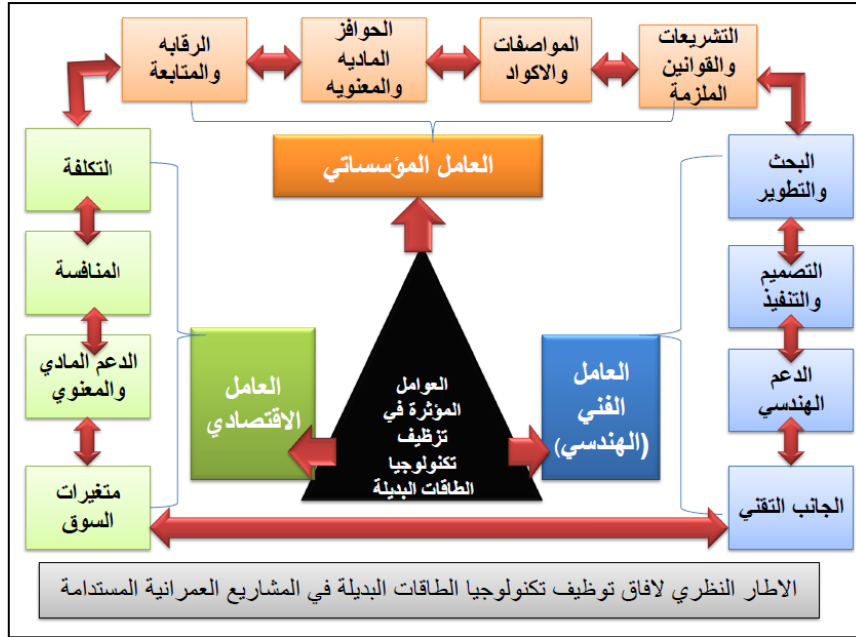 التشريعات
والقوانين
الملزمة
المواصفات
والاكواد
الحوافز
الماديه
والمعنويه
الرقابه
والمتابعة
العامل المؤسساتي
البحث
والتطوير
التصميم
والتنفيذ
الدعم
الهندسي
الجانب التقني
العامل
الفني
(الهندسي)
العوامل
المؤثرة في
تزظيف
تكنولوجيا
الطاقات البديلة
العامل
الاقتصادي
التكلفة
المنافسة
الدعم المادي
والمعنوي
متغيرات
السوق
الاطار النظري لافاق توظيف تكنولوجيا الطاقات البديلة في المشاريع العمرانية المستدامة